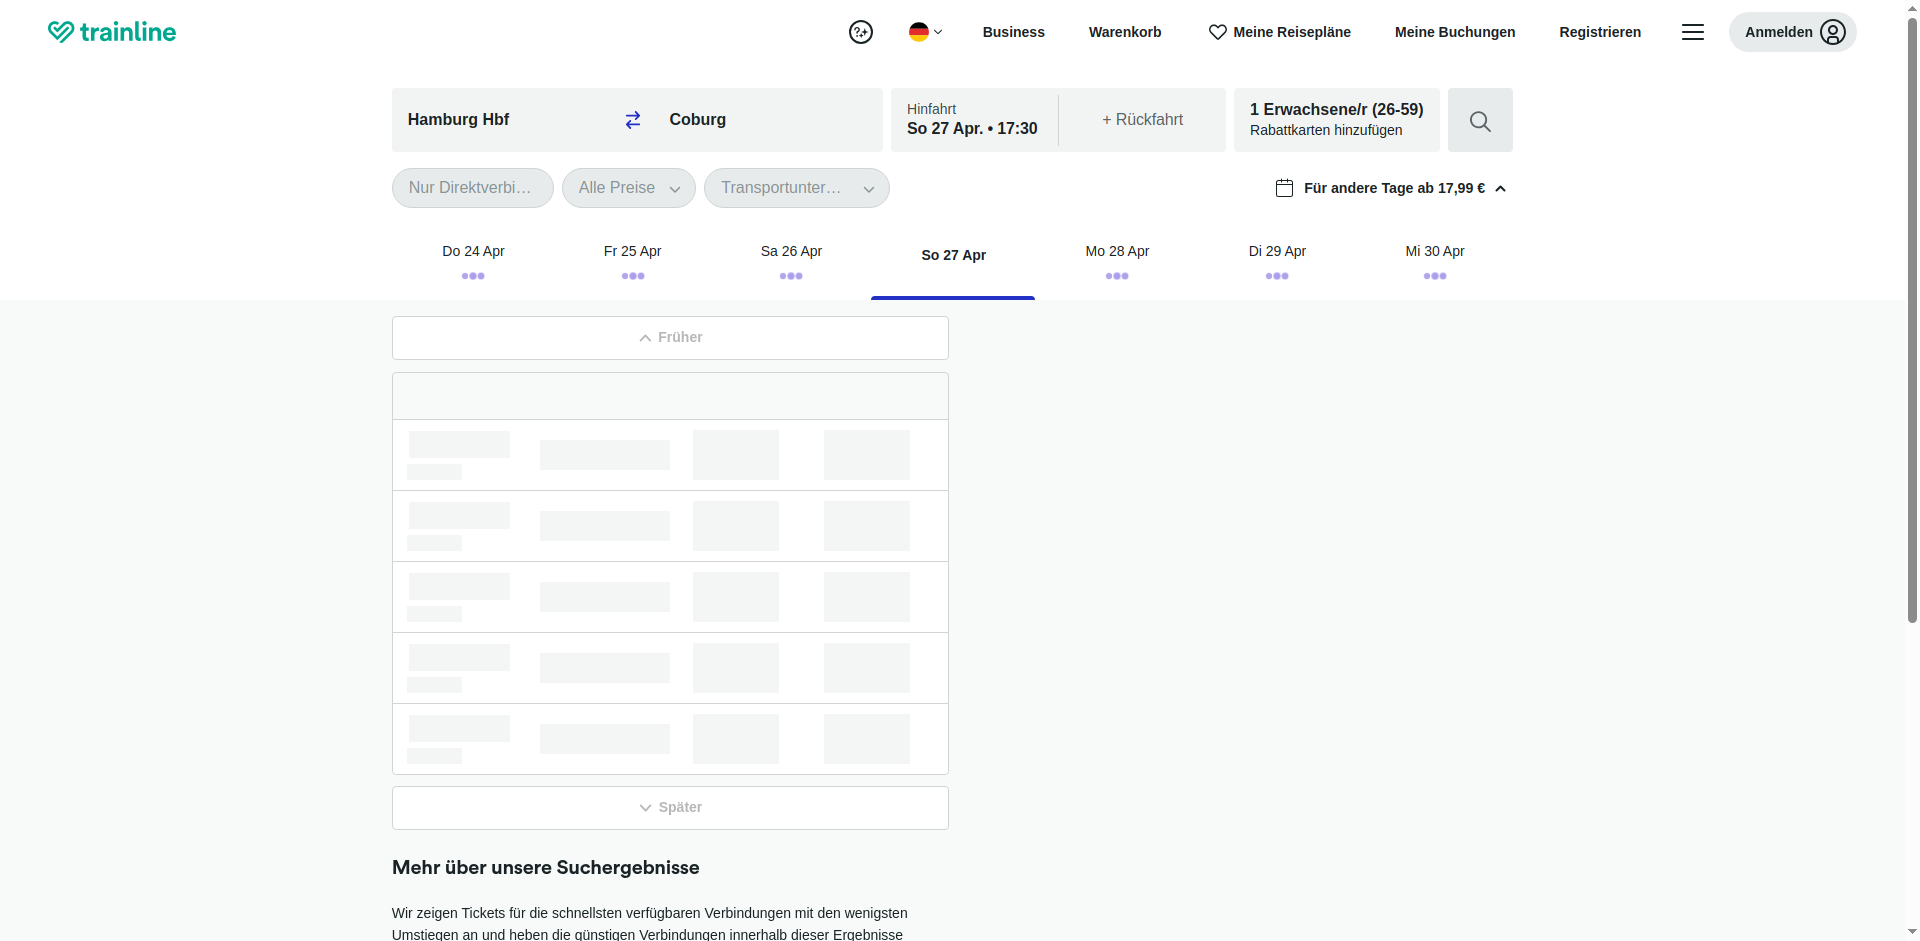 trainline
Business
Warenkorb
Meine Reisepläne
Meine Buchungen
Registrieren
Anmelden
Hamburg Hbf
Coburg
Hinfahrt
So 27 Apr. • 17:30
+ Rückfahrt
1 Erwachsene/r (26-59)
Rabattkarten hinzufügen
Nur Direktverbi…
Alle Preise
Transportunter…
Für andere Tage ab 17,99 €
Do 24 Apr
Fr 25 Apr
Sa 26 Apr
So 27 Apr
Mo 28 Apr
Di 29 Apr
Mi 30 Apr
Früher
Später
Mehr über unsere Suchergebnisse
Wir zeigen Tickets für die schnellsten verfügbaren Verbindungen mit den wenigsten
Umstiegen an und heben die günstigen Verbindungen innerhalb dieser Ergebnisse